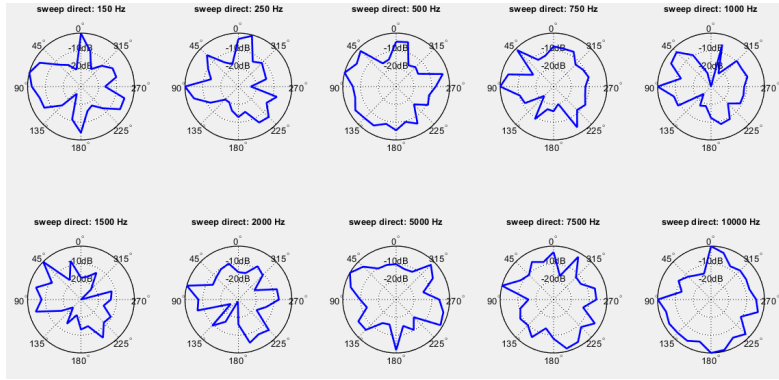 sweep direct: 150 Hz
0°
45° -10dB 315°
-20dB
90° 270°
135 225°
180°
sweep direct: 250 Hz
0°
45° -10dB 315°
-20dB
90° 270°
135 225°
180°
sweep direct: 500 Hz
0°
45° -10dB 315°
-20dB
90° 270°
135 225°
180°
sweep direct: 750 Hz
0°
45° -10dB 315°
-20dB
90° 270°
135 225°
180°
sweep direct: 1000 Hz
0°
45° -10dB 315°
-20dB
90° 270°
135 225°
180°
sweep direct: 1500 Hz
0°
45° -10dB 315°
-20dB
90° 270°
135 225°
180°
sweep direct: 2000 Hz
0°
45° -10dB 315°
-20dB
90° 270°
135 225°
180°
sweep direct: 5000 Hz
0°
45° -10dB 315°
-20dB
90° 270°
135 225°
180°
sweep direct: 7500 Hz
0°
45° -10dB 315°
-20dB
90° 270°
135 225°
180°
sweep direct: 10000 Hz
0°
45° -10dB 315°
-20dB
90° 270°
135 225°
180°